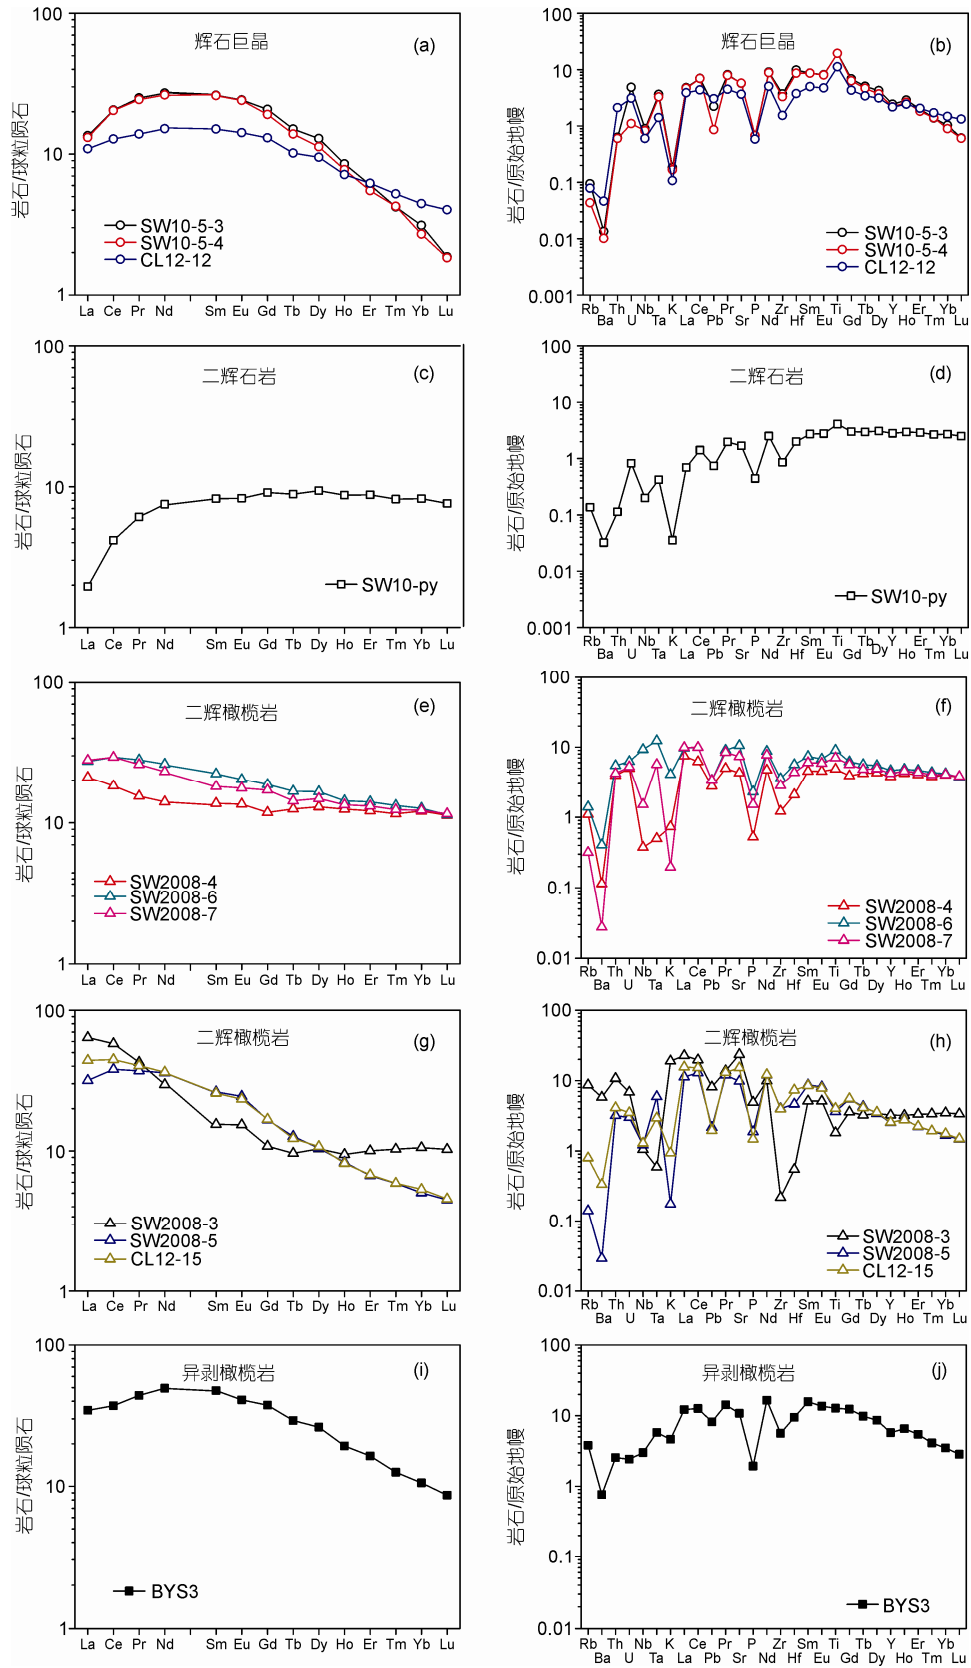 100
辉石巨晶
(a)
岩石/球粒陨石
10
SW10-5-3
SW10-5-4
CL12-12
1
La Ce Pr Nd Sm Eu Gd Tb Dy Ho Er Tm Yb Lu
100
辉石巨晶
(b)
岩石/原始地幔
10
1
0.1
0.01
0.001
SW10-5-3
SW10-5-4
CL12-12
Rb Th Nb K Ce Pr P Zr Sm Ti Tb Y Er Yb
Ba U Ta La Pb Sr Nd Hf Eu Gd Dy Ho Tm Lu
100
二辉石岩
(c)
岩石/球粒陨石
10
SW10-py
1
La Ce Pr Nd Sm Eu Gd Tb Dy Ho Er Tm Yb Lu
100
二辉石岩
(d)
岩石/原始地幔
10
1
0.1
0.01
0.001
SW10-py
Rb Th Nb K Ce Pr P Zr Sm Ti Tb Y Er Yb
Ba U Ta La Pb Sr Nd Hf Eu Gd Dy Ho Tm Lu
100
二辉橄榄岩
(e)
岩石/球粒陨石
10
SW2008-4
SW2008-6
SW2008-7
1
La Ce Pr Nd Sm Eu Gd Tb Dy Ho Er Tm Yb Lu
100
二辉橄榄岩
(f)
岩石/原始地幔
10
1
0.1
0.01
SW2008-4
SW2008-6
SW2008-7
Rb Th Nb K Ce Pr P Zr Sm Ti Tb Y Er Yb
Ba U Ta La Pb Sr Nd Hf Eu Gd Dy Ho Tm Lu
100
二辉橄榄岩
(g)
岩石/球粒陨石
10
SW2008-3
SW2008-5
CL12-15
1
La Ce Pr Nd Sm Eu Gd Tb Dy Ho Er Tm Yb Lu
100
二辉橄榄岩
(h)
岩石/原始地幔
10
1
0.1
0.01
SW2008-3
SW2008-5
CL12-15
Rb Th Nb K Ce Pr P Zr Sm Ti Tb Y Er Yb
Ba U Ta La Pb Sr Nd Hf Eu Gd Dy Ho Tm Lu
100
异剥橄榄岩
(i)
岩石/球粒陨石
10
BYS3
1
La Ce Pr Nd Sm Eu Gd Tb Dy Ho Er Tm Yb Lu
100
异剥橄榄岩
(j)
岩石/原始地幔
10
1
0.1
0.01
BYS3
Rb Th Nb K Ce Pr P Zr Sm Ti Tb Y Er Yb
Ba U Ta La Pb Sr Nd Hf Eu Gd Dy Ho Tm Lu